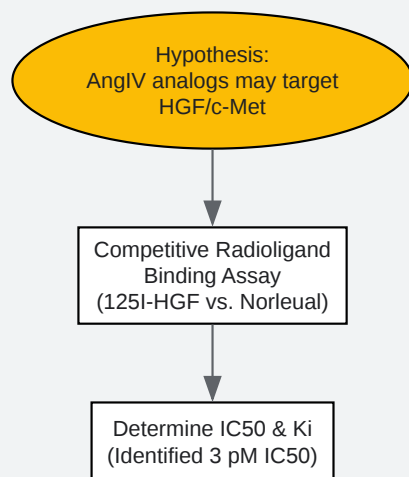 Hypothesis:
AngIV analogs may target
HGF/c-Met
Competitive Radioligand
Binding Assay
(125I-HGF vs. Norleual)
Determine IC50 & Ki
(Identified 3 pM IC50)